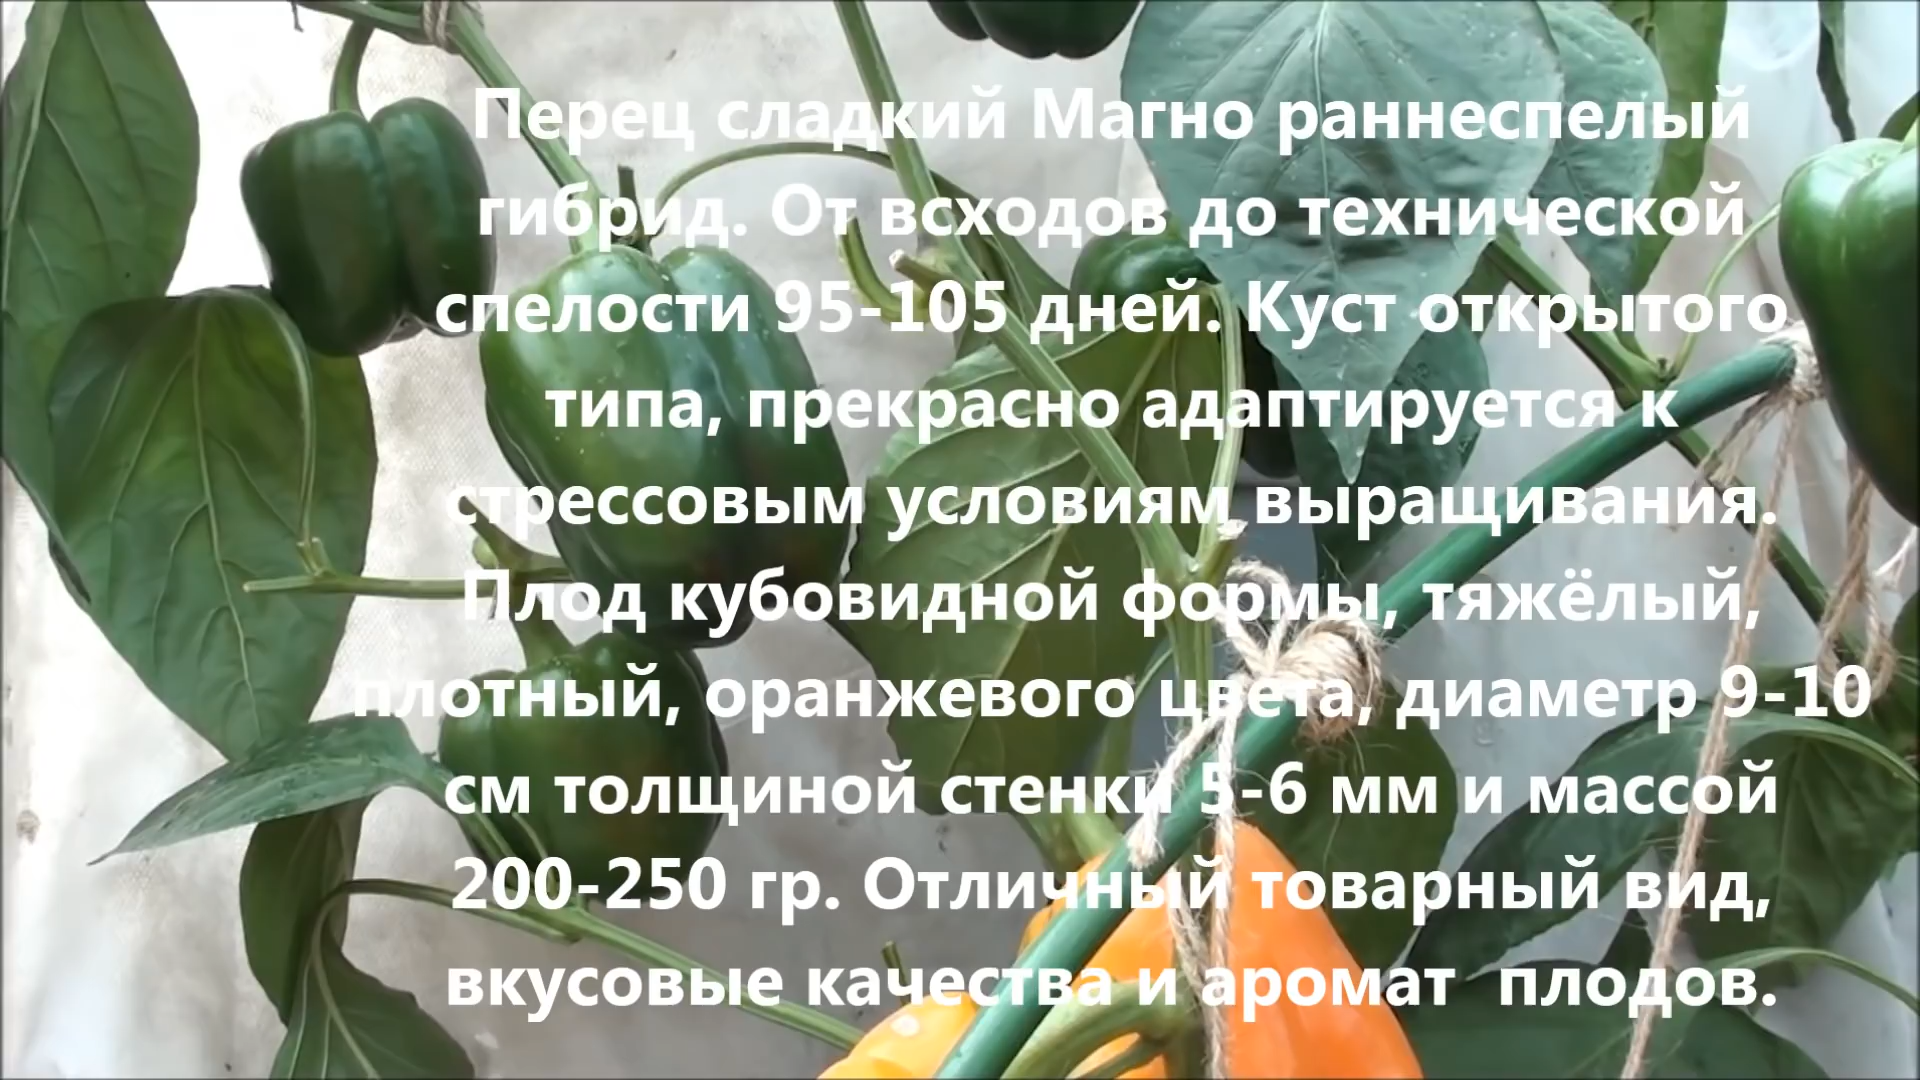 Перец сладкий Магно раннеспелый
гибрид. От всходов до технической
спелости 95-105 дней. Куст открытого
типа, прекрасно адаптируется к
стрессовым условиям выращивания.
Плод кубовидной формы, тяжёлый,
плотный, оранжевого цвета, диаметр 9-10
см толщиной стенки 5-6 мм и массой
200-250 гр. Отличный товарный вид,
вкусовые качества и аромат  плодов.